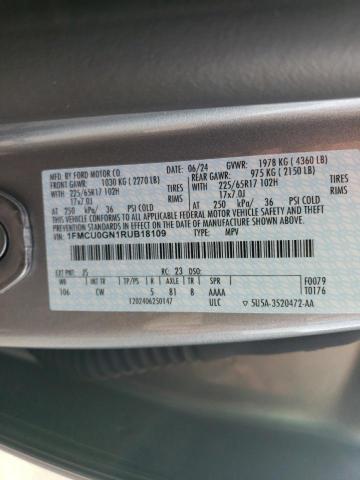 MFD. BY FORD MOTOR CO.
06/24 GVWR: 1978 KG ( 4360 LB)
FRONT GAWR: 1030 KG ( 2270 LB) REAR GAWR: 975 KG ( 2150 LB)
WITH 225/65R17 102H TIRES WITH 225/65R17 102H TIRES
17x7.0J RIMS 17x7.0J RIMS
AT 250 kPa/ 36 PSI COLD AT 250 kPa/ 36 PSI COLD
THIS VEHICLE CONFORMS TO ALL APPLICABLE FEDERAL MOTOR VEHICLE SAFETY AND THEFT PREVENTION STANDARDS IN EFFECT ON THE DATE OF MANUFACTURE SHOWN ABOVE.
VIN: 1FMCU0GN1RUB18109 TYPE: MPV
EXT PNT: JS RC: 23 DSO:
WB BRK INT TR TP/PS R AXLE TR SPR F0079
106 5 81 8 AAAA T0176
1202406250147 ULC 5U5A-3520472-AA